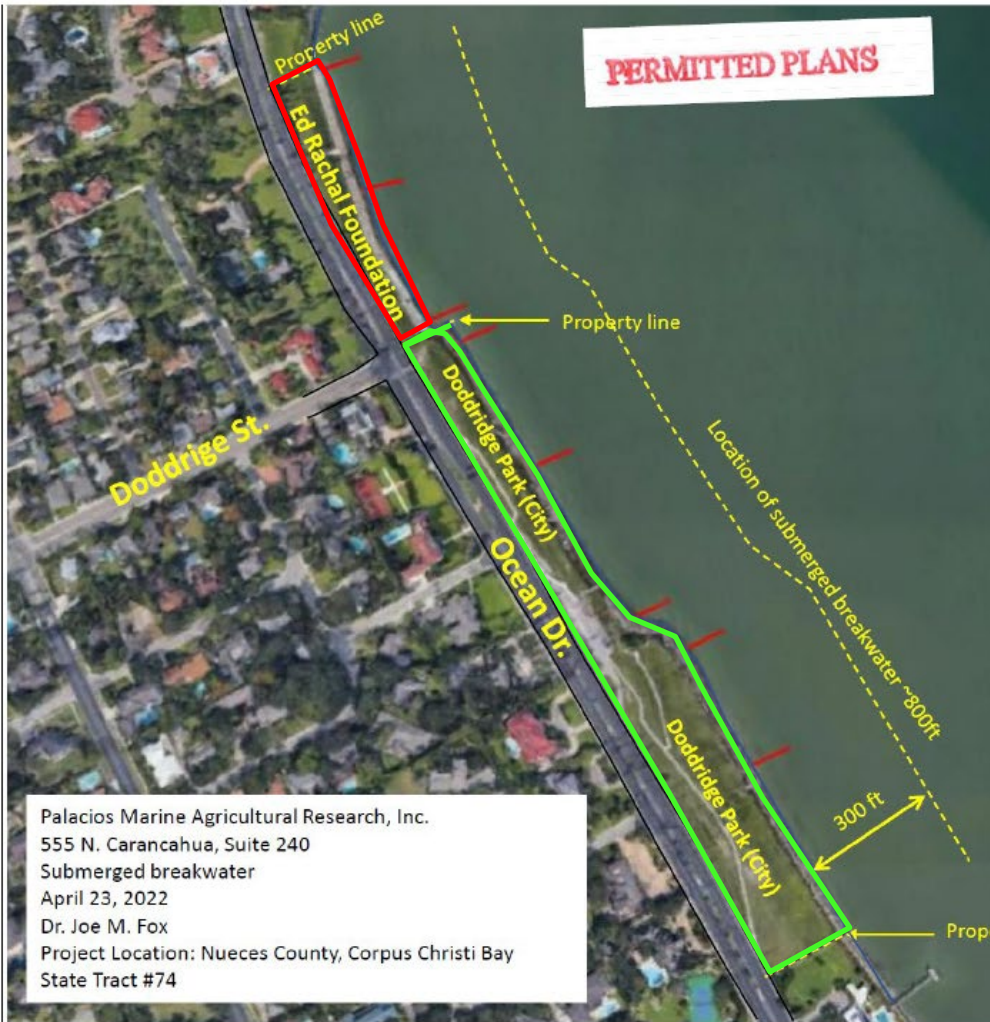 Property line
PERMITTED PLANS
Ed Rachal Foundation
Property line
Doddrige St.
Doddridge Park (City)
Ocean Dr.
Location of submerged breakwater ~800ft
Doddridge Park (City)
300 ft
Prope
Palacios Marine Agricultural Research, Inc.
555 N. Carancahua, Suite 240
Submerged breakwater
April 23, 2022
Dr. Joe M. Fox
Project Location: Nueces County, Corpus Christi Bay
State Tract #74